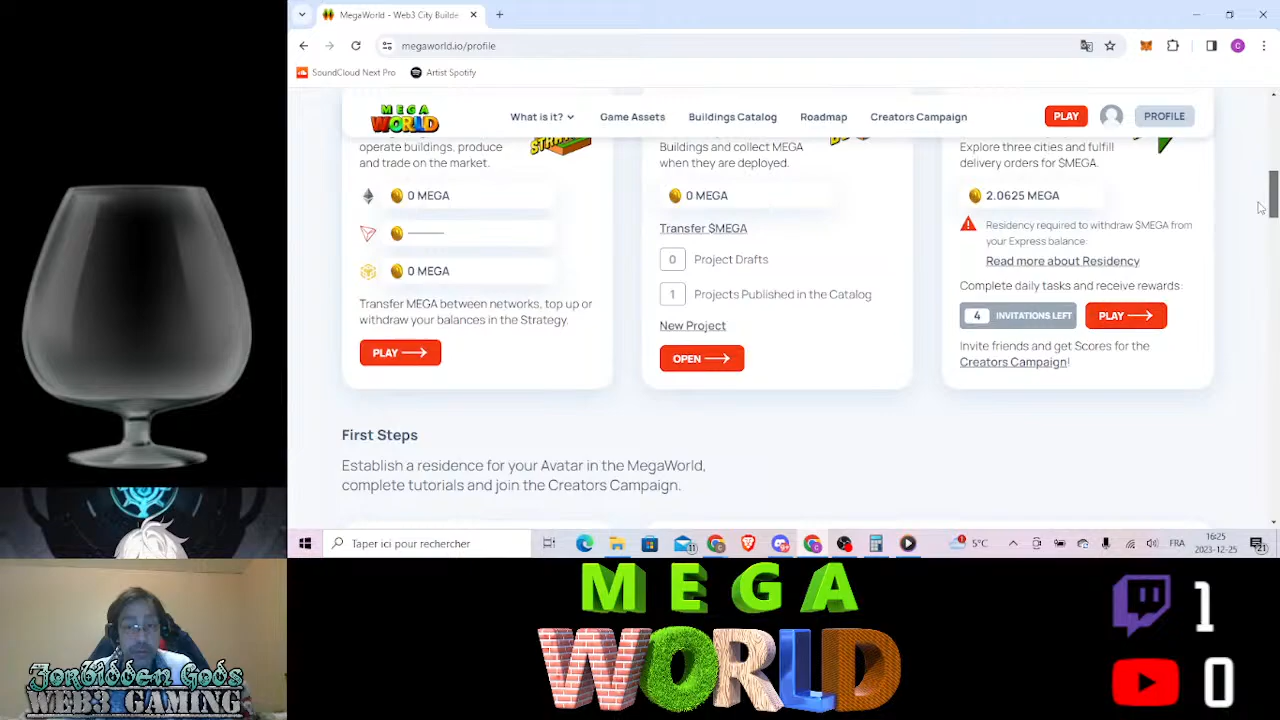 MegaWorld - Web3 City Builde
megaworld.io/profile
SoundCloud Next Pro
Artist Spotify
MEGA
WORLD
What is it?
Game Assets
Buildings Catalog
Roadmap
Creators Campaign
PLAY
PROFILE
operate buildings, produce
and trade on the market.
0 MEGA
0 MEGA
Transfer MEGA between networks, top up or
withdraw your balances in the Strategy.
PLAY
Buildings and collect MEGA
when they are deployed.
0 MEGA
Transfer $MEGA
0 Project Drafts
1 Projects Published in the Catalog
New Project
OPEN
Explore three cities and fulfill
delivery orders for $MEGA.
2.0625 MEGA
Residency required to withdraw $MEGA from
your Express balance:
Read more about Residency
Complete daily tasks and receive rewards:
4 INVITATIONS LEFT
PLAY
Invite friends and get Scores for the
Creators Campaign!
First Steps
Establish a residence for your Avatar in the MegaWorld,
complete tutorials and join the Creators Campaign.
Taper ici pour rechercher
5°C
FRA
16:25
2023-12-25
Forbidden Gods
WEB3 GAMING
MEGA
WORLD
1
0